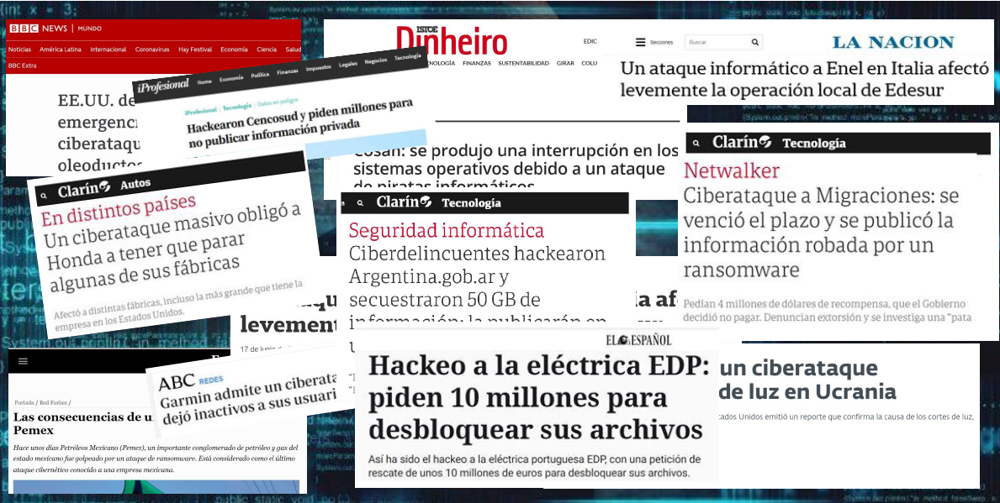 int x = 3;
BBC NEWS | MUNDO
Noticias América Latina Internacional Coronavirus Hay Festival Economía Ciencia Salud
BBC Extra
EE.UU. de
emergenc
ciberataqu
oleoducto
iProfesional Home Economía Política Finanzas Impuestos Legales Negocios Tecnología
iProfesional | Tecnología | Datos en peligro
Hackearon Cencosud y piden millones para
no publicar información privada
ISTOÉ
Dinheiro
EDIC
NOLOGÍA FINANZAS SUSTENTABILIDAD GIRAR COLU
Cosan: se produjo una interrupción en los
sistemas operativos debido a un ataque
de piratas informáticos
Secciones Buscar LA NACION
Un ataque informático a Enel en Italia afectó
levemente la operación local de Edesur
Clarín Autos
En distintos países
Un ciberataque masivo obligó a
Honda a tener que parar
algunas de sus fábricas
Afectó a distintas fábricas, incluso la más grande que tiene la
empresa en los Estados Unidos.
s Clarín Tecnología
Seguridad informática
Ciberdelincuentes hackearon
Argentina.gob.ar y
secuestraron 50 GB de
información: la publicarán en
Clarín Tecnología
Netwalker
Ciberataque a Migraciones: se
venció el plazo y se publicó la
información robada por un
ransomware
Pedían 4 millones de dólares de recompensa, que el Gobierno
decidió no pagar. Denuncian extorsión y se investiga una "pata
levement
17 de junio
ABC REDES
Garmin admite un ciberata
dejó inactivos a sus usuari
Portada / Red Forbes /
Las consecuencias de u
Pemex
Hace unos días Petróleos Mexicano (Pemex), un importante conglomerado de petróleo y gas del
estado mexicano fue golpeado por un ataque de ransomware. Está considerado como el último
ataque cibernético conocido a una empresa mexicana.
EL ESPAÑOL
Hackeo a la eléctrica EDP:
piden 10 millones para
desbloquear sus archivos
Así ha sido el hackeo a la eléctrica portuguesa EDP, con una petición de
rescate de unos 10 millones de euros para desbloquear sus archivos.
un ciberataque
de luz en Ucrania
tados Unidos emitió un reporte que confirma la causa de los cortes de luz,